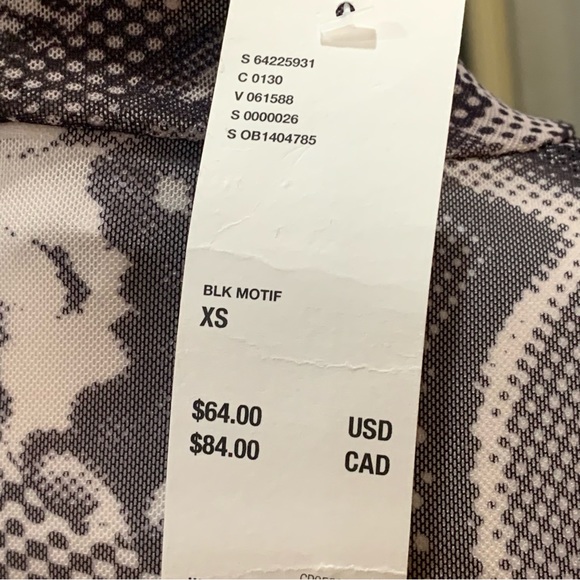 S 64225931
C 0130
V 061588
S 0000026
S OB1404785
BLK MOTIF
XS
$64.00 USD
$84.00 CAD